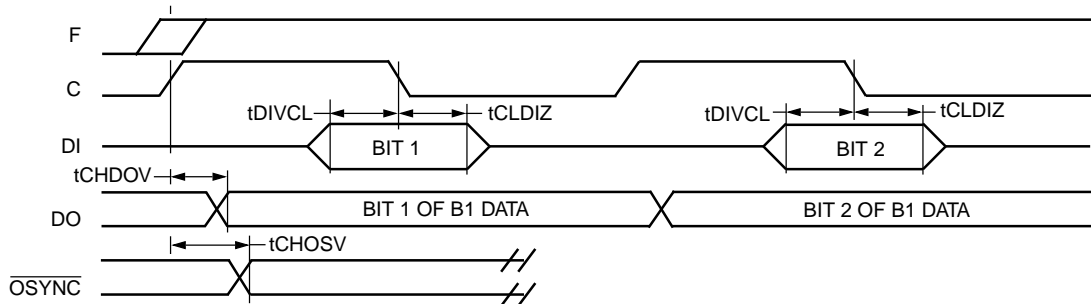 F
C
tDIVCL
tCLDIZ
tDIVCL
tCLDIZ
DI
BIT 1
BIT 2
tCHDOV
DO
BIT 1 OF B1 DATA
BIT 2 OF B1 DATA
tCHOSV
OSYNC